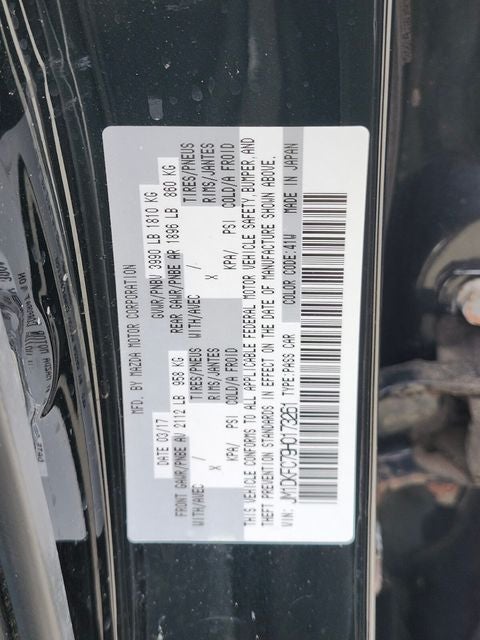 MFD. BY MAZDA MOTOR CORPORATION
DATE 03/17 GVWR/PNBV 3990 LB 1810 KG
FRONT GAWR/PNBE AV 2112 LB 958 KG REAR GAWR/PNBE AR 1896 LB 860 KG
WITH/AVEC / TIRES/PNEUS WITH/AVEC / TIRES/PNEUS
X RIMS/JANTES X RIMS/JANTES
KPA/ PSI COLD/A FROID KPA/ PSI COLD/A FROID
THIS VEHICLE CONFORMS TO ALL APPLICABLE FEDERAL MOTOR VEHICLE SAFETY, BUMPER, AND
THEFT PREVENTION STANDARDS IN EFFECT ON THE DATE OF MANUFACTURE SHOWN ABOVE.
VIN: TYPE:PASS CAR COLOR CODE:41W MADE IN JAPAN